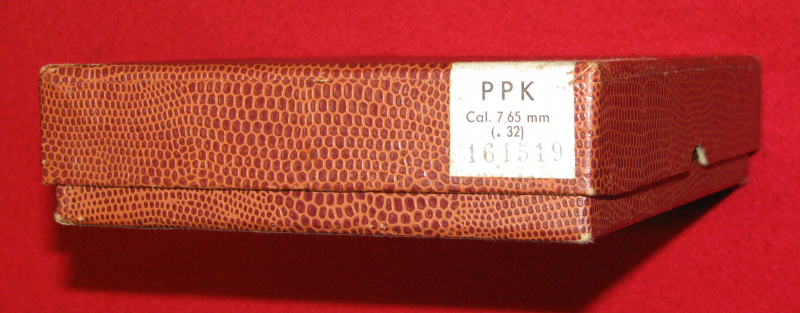 PPK
Cal. 7,65 mm
(. 32)
161519